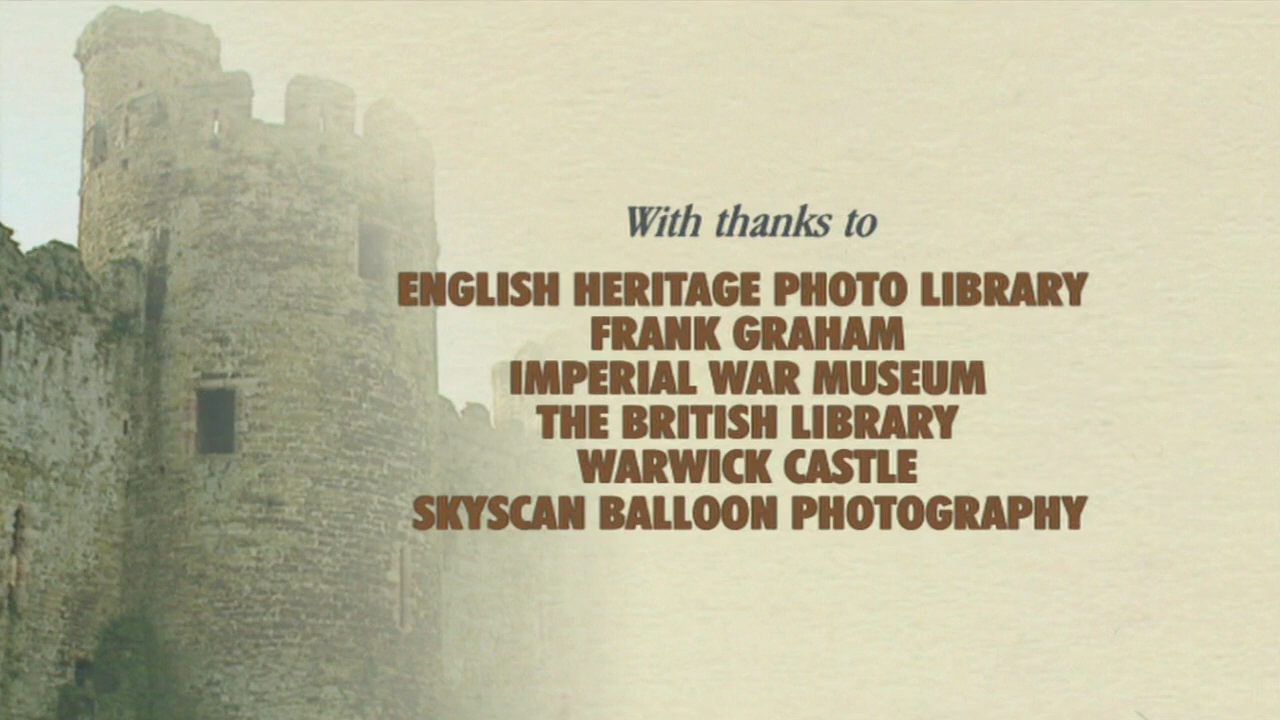 With thanks to
ENGLISH HERITAGE PHOTO LIBRARY
FRANK GRAHAM
IMPERIAL WAR MUSEUM
THE BRITISH LIBRARY
WARWICK CASTLE
SKYSCAN BALLOON PHOTOGRAPHY